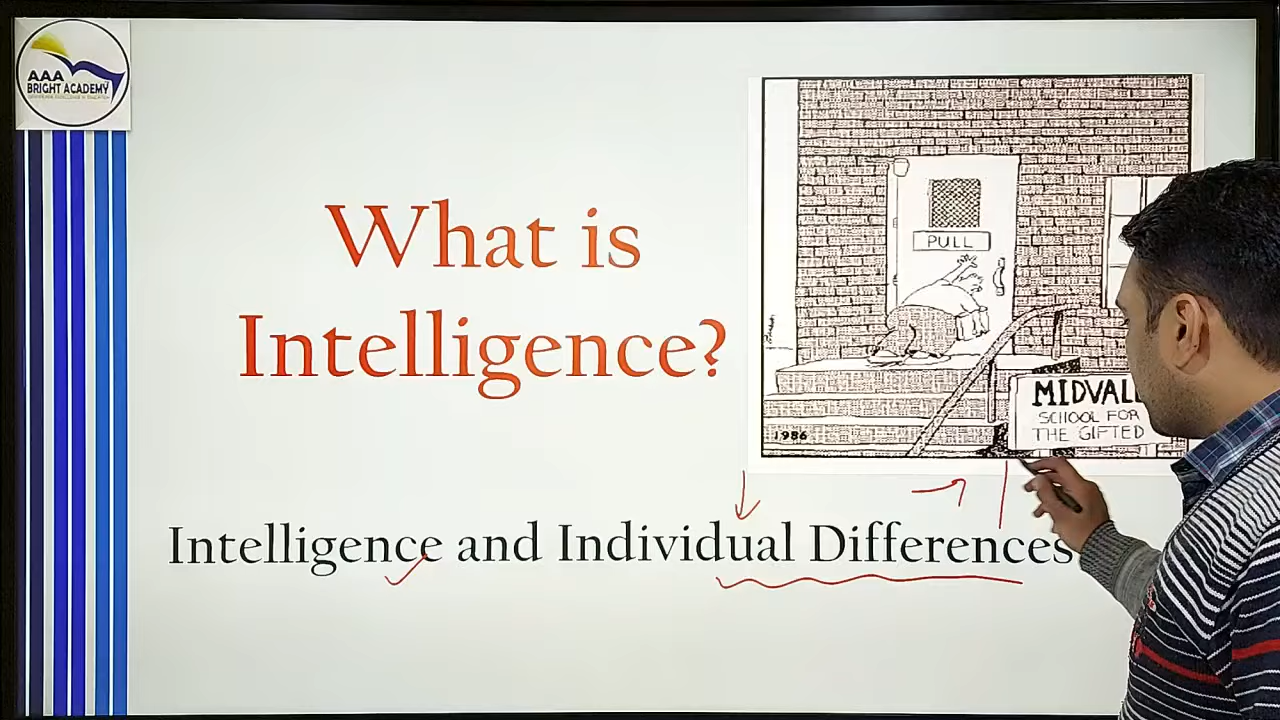 AAA
BRIGHT ACADEMY
What is
Intelligence?
PULL
MIDVAL
SCHOOL FOR
THE GIFTED
1986
Intelligence and Individual Differences